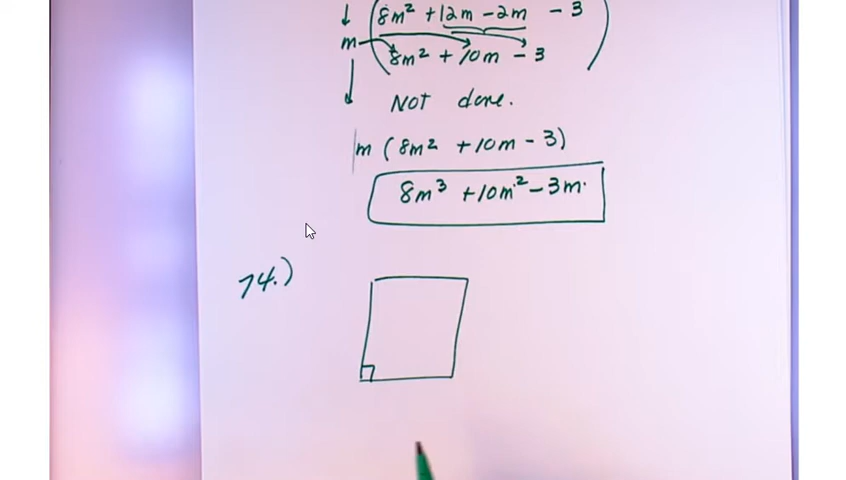 (8m² + 12m - 2m - 3
m (8m² + 10m - 3)
Not done.
m (8m² + 10m - 3)
8m³ + 10m² - 3m.
74.)